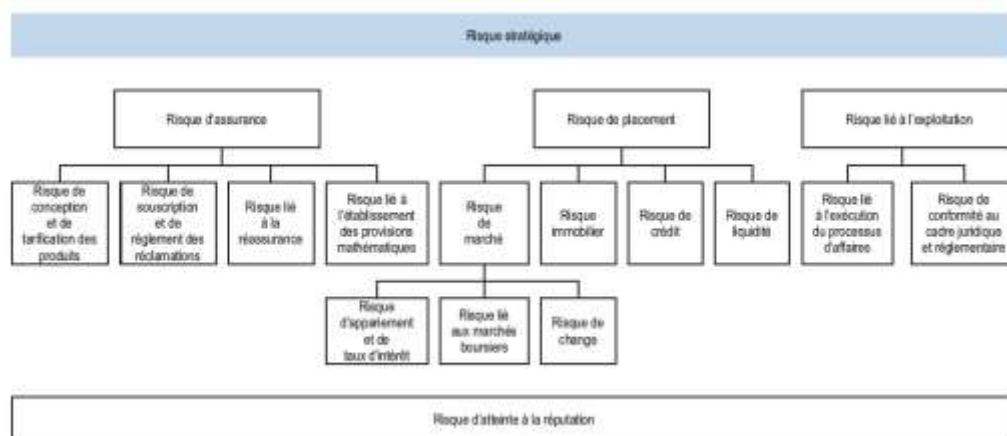 Risque stratégique
Risque d'assurance
Risque de placement
Risque lié à l'exploitation
Risque de
conception
et de
tarification des
produits
Risque de
souscription
et de
règlement des
réclamations
Risque lié
à la
réassurance
Risque lié à
l'établissement
des provisions
mathématiques
Risque
de
marché
Risque
immobilier
Risque de
crédit
Risque de
liquidité
Risque lié
à l'exécution
du processus
d'affaires
Risque de
conformité au
cadre juridique
et réglementaire
Risque
d'appariement
et de
taux d'intérêt
Risque lié
aux marchés
boursiers
Risque de
change
Risque d'atteinte à la réputation